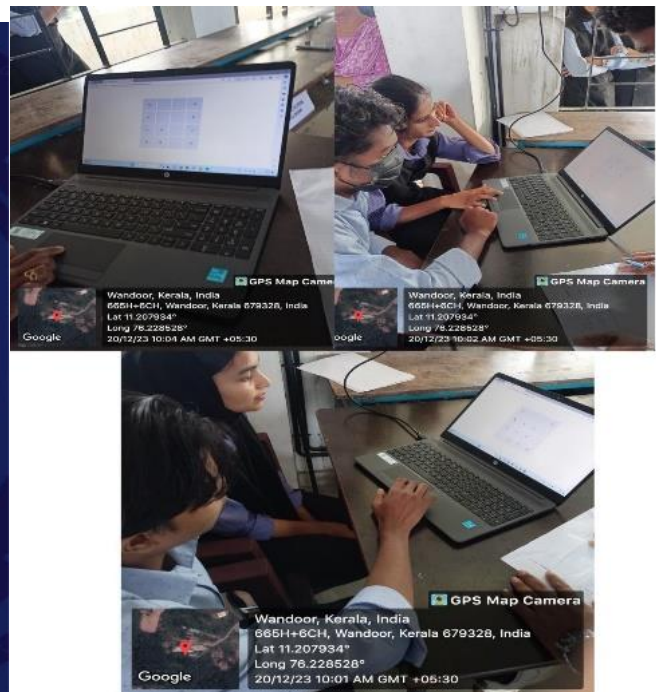 GPS Map Came
Wandoor, Kerala, India
665H+6CH, Wandoor, Kerala 679328, India
Lat 11.207934°
Long 76.228528°
20/12/23 10:04 AM GMT +05:30
Google
GPS Map Camera
Wandoor, Kerala, India
665H+6CH, Wandoor, Kerala 679328, India
Lat 11.207934°
Long 76.228528°
20/12/23 10:02 AM GMT +05:30
oogle
GPS Map Camera
Wandoor, Kerala, India
665H+6CH, Wandoor, Kerala 679328, India
Lat 11.207934°
Long 76.228528°
20/12/23 10:01 AM GMT +05:30
Google